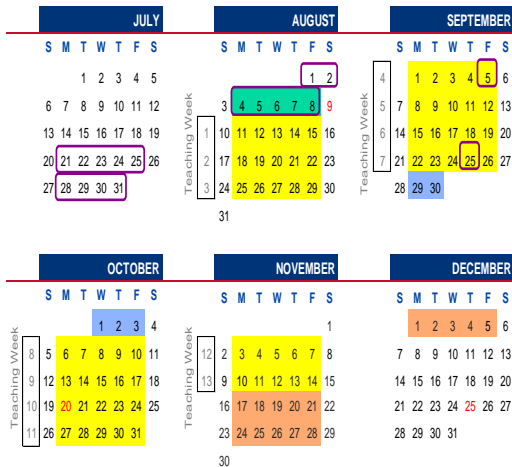 JULY
S M T W T F S
1 2 3 4 5
6 7 8 9 10 11 12
13 14 15 16 17 18 19
20 21 22 23 24 25 26
27 28 29 30 31
AUGUST
S M T W T F S
1 2
3 4 5 6 7 8 9
1 10 11 12 13 14 15 16
2 17 18 19 20 21 22 23
3 24 25 26 27 28 29 30
31
Teaching Week
SEPTEMBER
S M T W T F S
4 1 2 3 4 5 6
5 7 8 9 10 11 12 13
6 14 15 16 17 18 19 20
7 21 22 23 24 25 26 27
28 29 30
Teaching Week
OCTOBER
S M T W T F S
1 2 3 4
8 5 6 7 8 9 10 11
9 12 13 14 15 16 17 18
10 19 20 21 22 23 24 25
11 26 27 28 29 30 31
Teaching Week
NOVEMBER
S M T W T F S
1
12 2 3 4 5 6 7 8
13 9 10 11 12 13 14 15
16 17 18 19 20 21 22
23 24 25 26 27 28 29
30
Teaching Week
DECEMBER
S M T W T F S
1 2 3 4 5 6
7 8 9 10 11 12 13
14 15 16 17 18 19 20
21 22 23 24 25 26 27
28 29 30 31